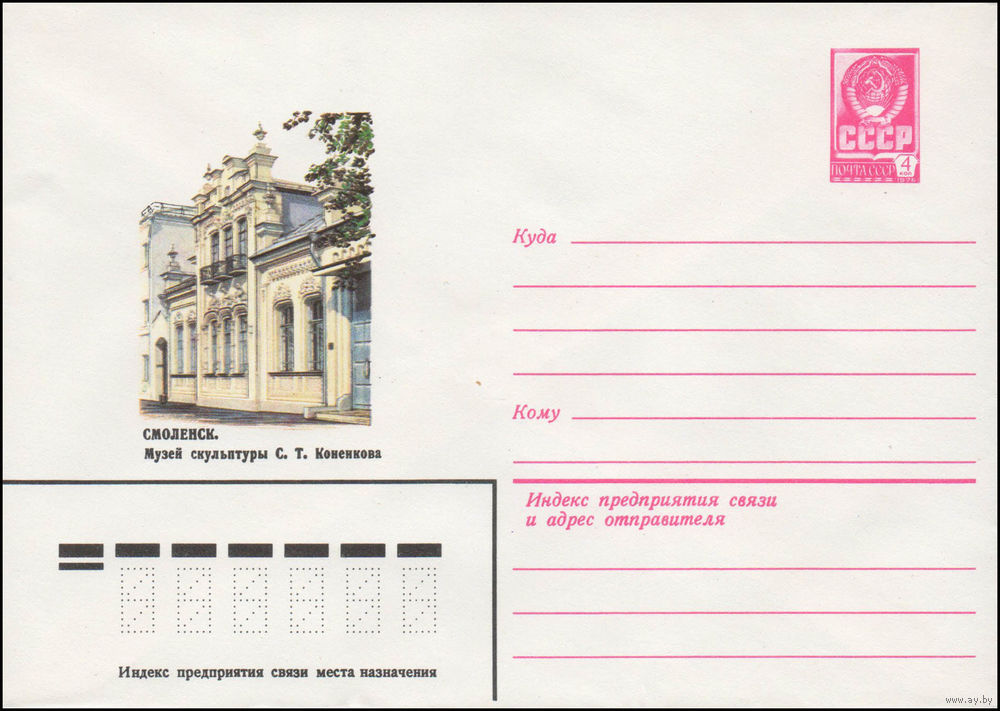 СССР
ПОЧТА СССР
4
КОП
1976
Куда
Кому
СМОЛЕНСК.
Музей скульптуры С. Т. Коненкова
Индекс предприятия связи
и адрес отправителя
Индекс предприятия связи места назначения
www.ay.by